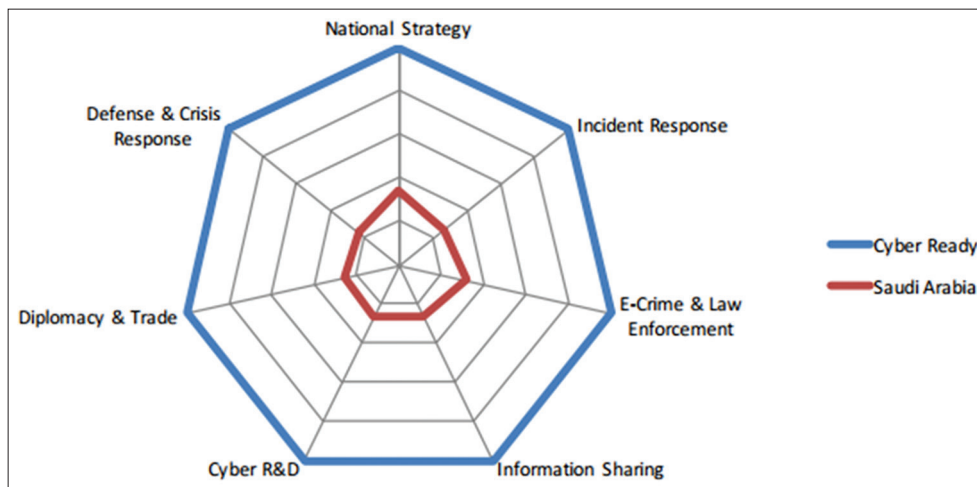 National Strategy
Defense & Crisis
Response
Incident Response
Cyber Ready
Saudi Arabia
Diplomacy & Trade
E-Crime & Law
Enforcement
Cyber R&D
Information Sharing